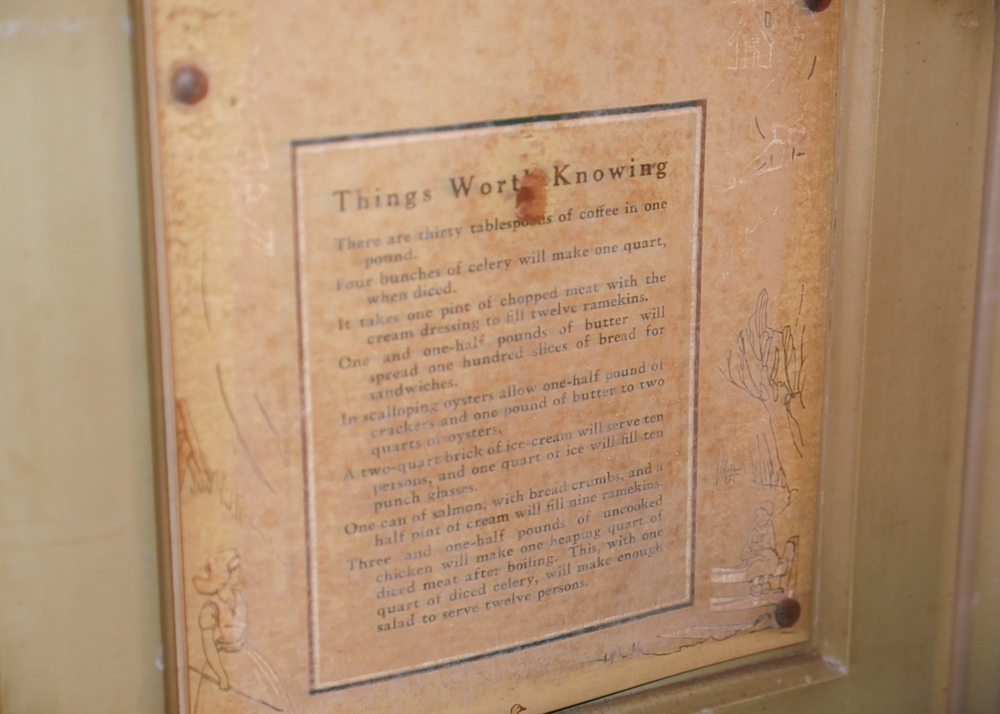 Things Worth Knowing
There are thirty tablespoons of coffee in one
pound.
Four bunches of celery will make one quart,
when diced.
It takes one pint of chopped meat with the
cream dressing to fill twelve ramekins.
One and one-half pounds of butter will
spread one hundred slices of bread for
sandwiches.
In scalloping oysters allow one-half pound of
crackers and one pound of butter to two
quarts of oysters.
A two-quart brick of ice-cream will serve ten
persons, and one quart of ice will fill ten
punch glasses.
One can of salmon, with bread crumbs, and a
half pint of cream will fill nine ramekins.
Three and one-half pounds of uncooked
chicken will make one heaping quart of
diced meat after boiling. This, with one
quart of diced celery, will make enough
salad to serve twelve persons.